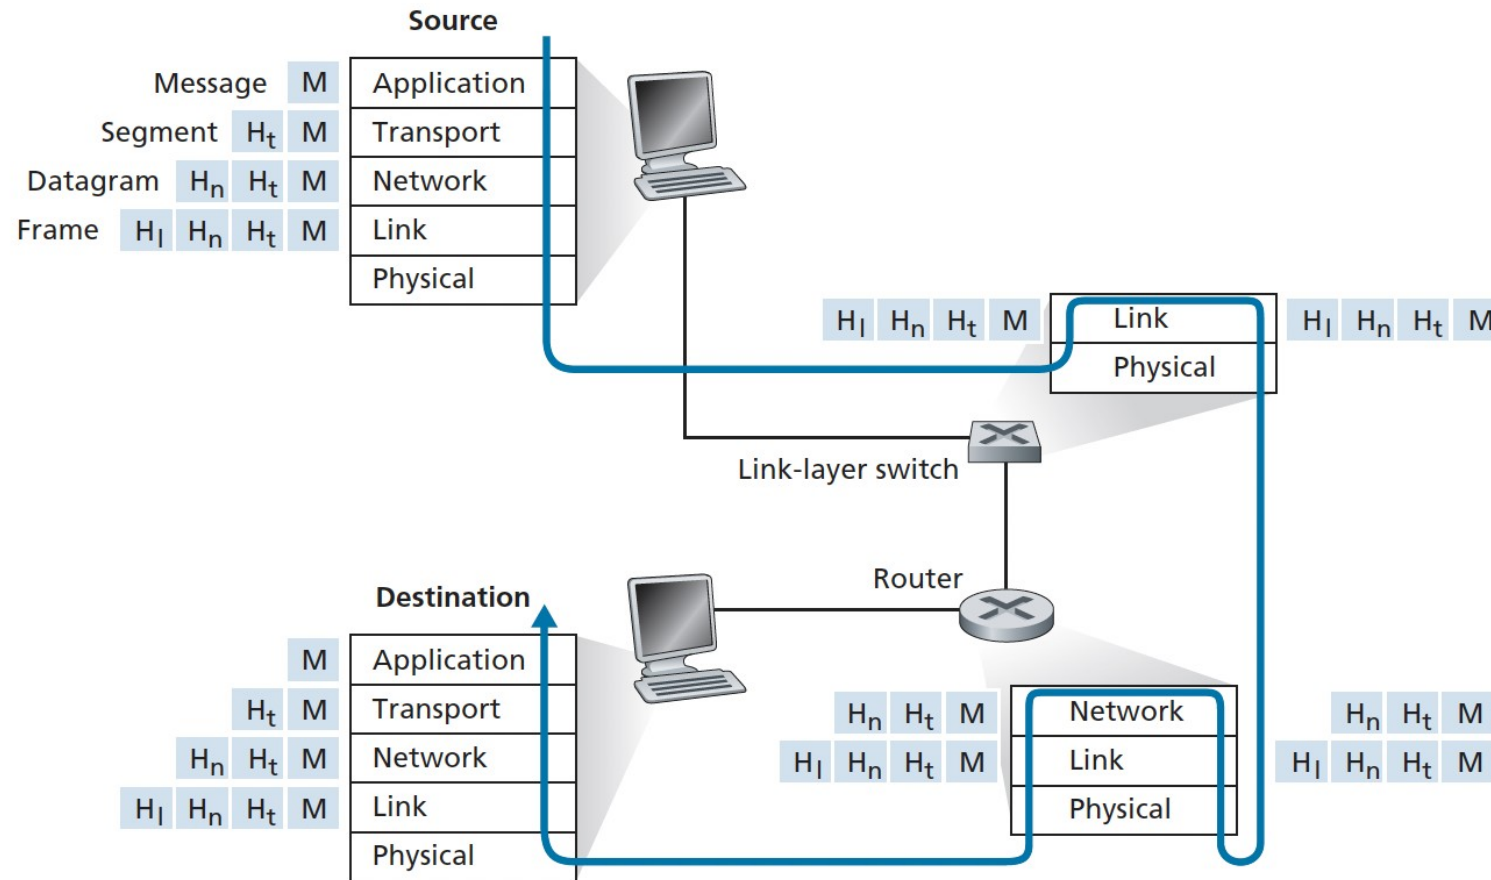 Source
Message M Application
Segment Ht M Transport
Datagram Hn Ht M Network
Frame Hl Hn Ht M Link
Physical
Hl Hn Ht M Link Hl Hn Ht M
Physical
Link-layer switch
Router
Destination
M Application
Ht M Transport
Hn Ht M Network
Hl Hn Ht M Link
Physical
Hn Ht M Network Hn Ht M
Hl Hn Ht M Link Hl Hn Ht M
Physical